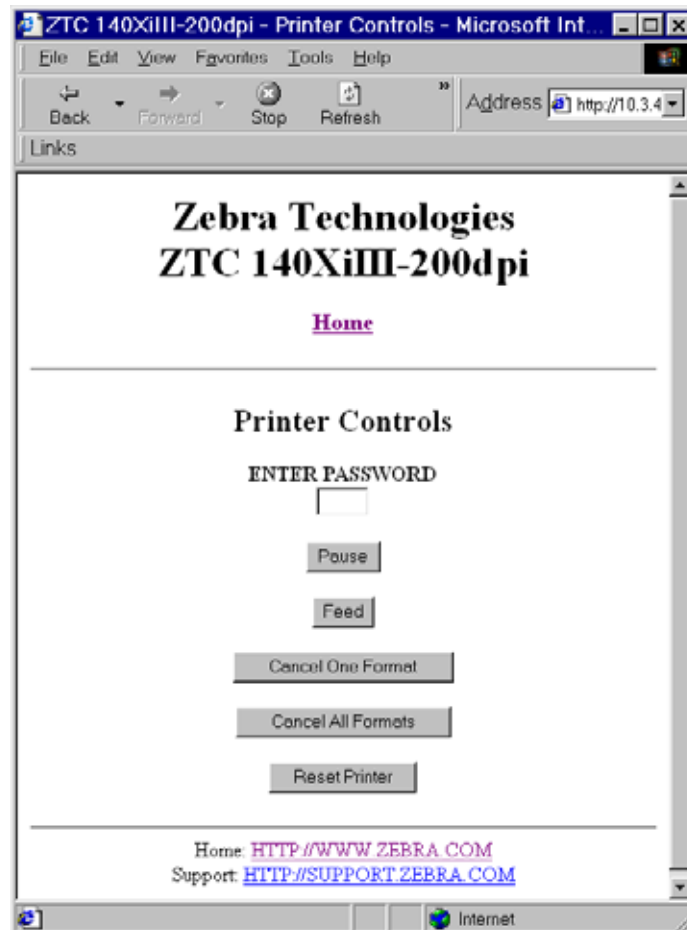 ZTC 140XiIII-200dpi - Printer Controls - Microsoft Int...
File Edit View Favorites Tools Help
Back Forward Stop Refresh » Address http://10.3.4
Links
Zebra Technologies
ZTC 140XiIII-200dpi
Home
Printer Controls
ENTER PASSWORD
Pause
Feed
Cancel One Format
Cancel All Formats
Reset Printer
Home: HTTP://WWW.ZEBRA.COM
Support: HTTP://SUPPORT.ZEBRA.COM
Internet